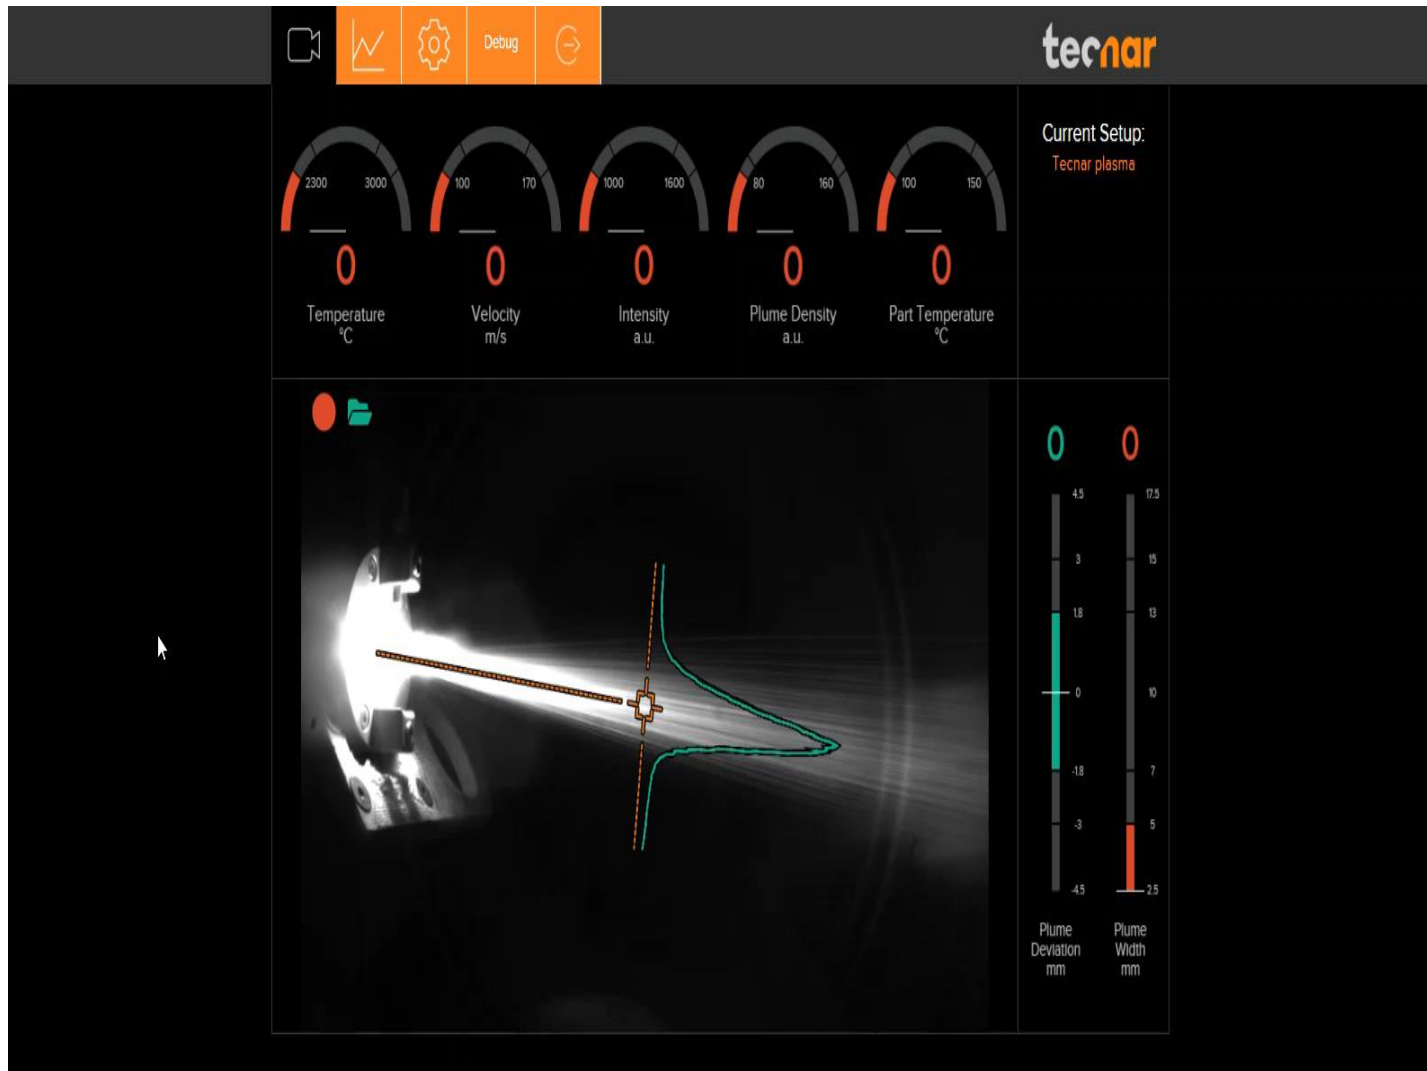 Debug
tecnar
Current Setup:
Tecnar plasma
2300 3000
100 170
1000 1600
80 160
100 150
0
0
0
0
0
Temperature
°C
Velocity
m/s
Intensity
a.u.
Plume Density
a.u.
Part Temperature
°C
0
4.5
3
1.8
0
-1.8
-3
-4.5
Plume
Deviation
mm
0
17.5
15
13
10
7
5
2.5
Plume
Width
mm